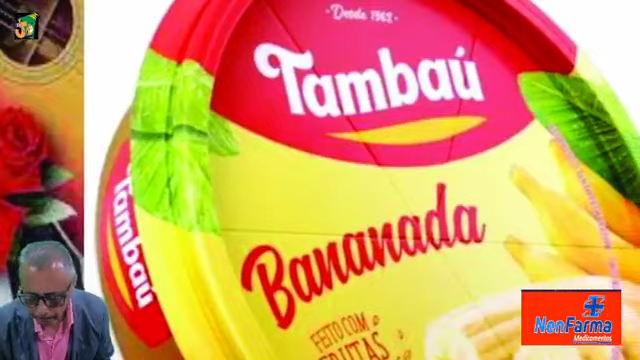 · Desde 1962 ·
Tambaú
Bananada
FEITO COM
FRUTAS
Tambaú
NenFarma
Medicamentos